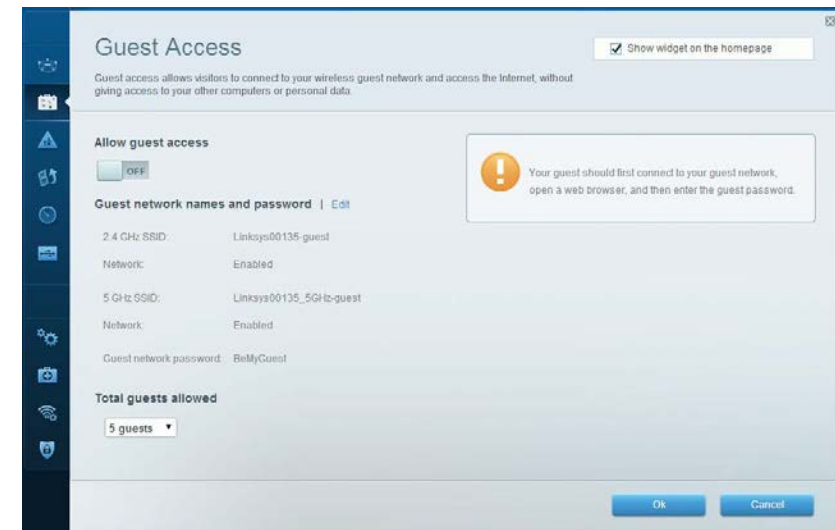 Guest Access
Show widget on the homepage
Guest access allows visitors to connect to your wireless guest network and access the Internet, without
giving access to your other computers or personal data.
Allow guest access
OFF
Your guest should first connect to your guest network,
open a web browser, and then enter the guest password.
Guest network names and password | Edit
2.4 GHz SSID: Linksys00135-guest
Network: Enabled
5 GHz SSID: Linksys00135_5GHz-guest
Network: Enabled
Guest network password: BeMyGuest
Total guests allowed
5 guests
Ok Cancel